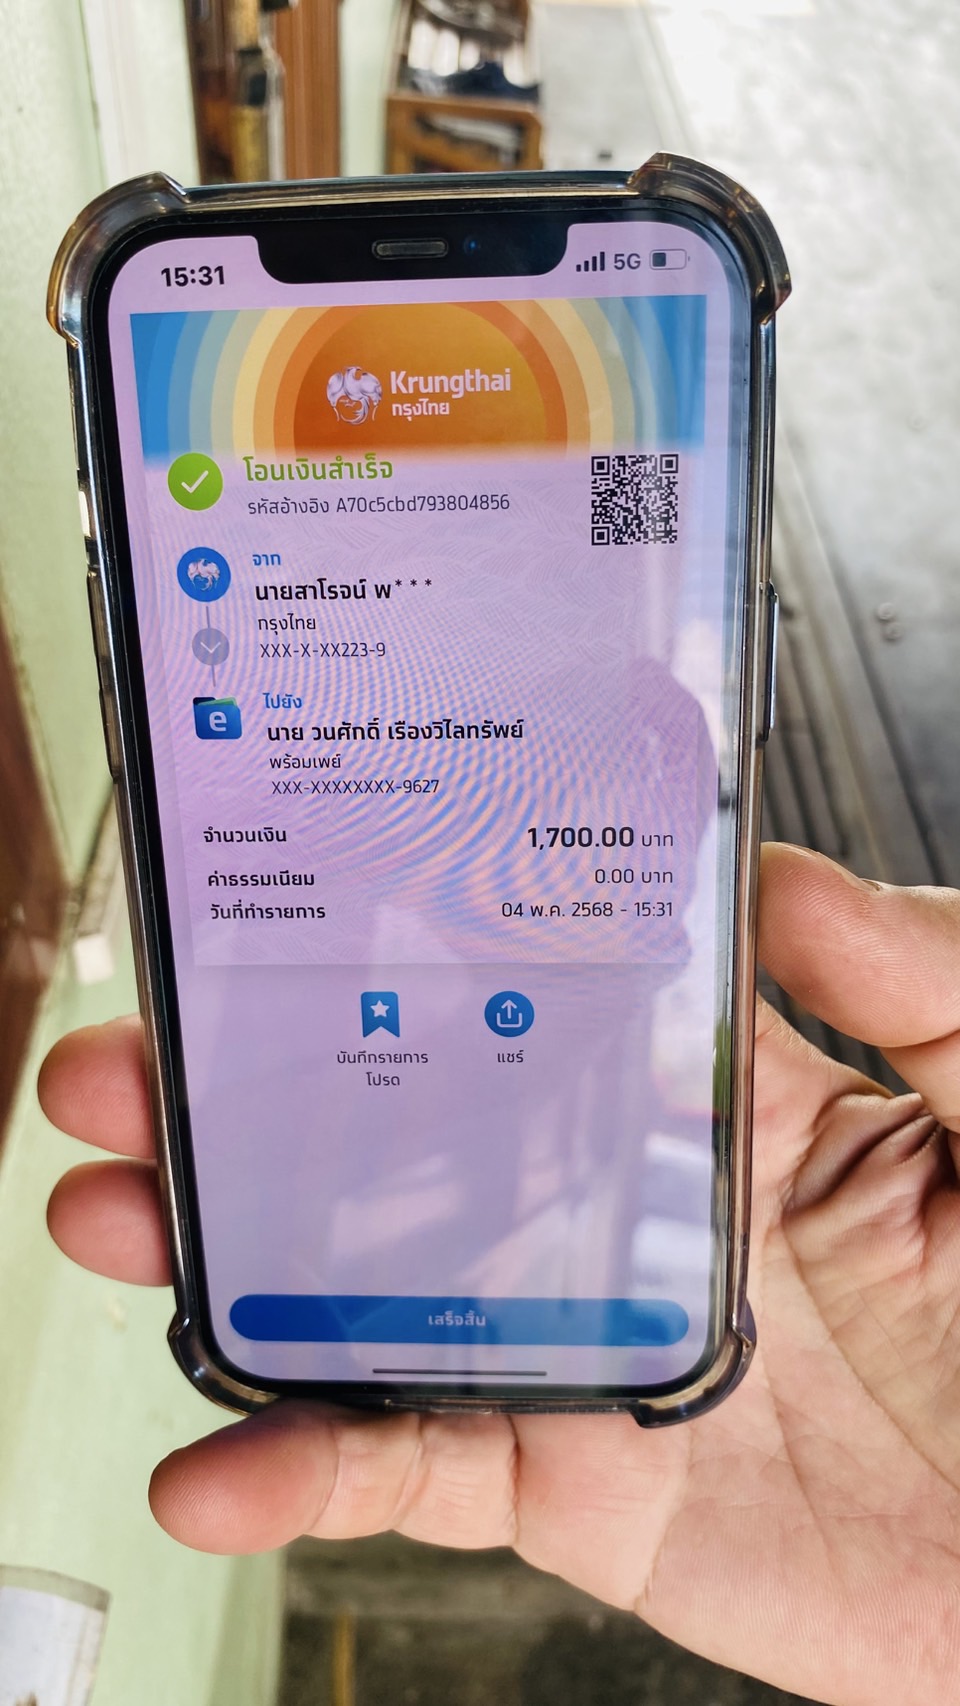 15:31
5G
Krungthai
กรุงไทย
โอนเงินสำเร็จ
รหัสอ้างอิง A70c5cbd793804856
จาก
นายสาโรจน์ พ***
กรุงไทย
XXX-X-XX223-9
ไปยัง
e
นาย วนศักดิ์ เรืองวิไลทรัพย์
พร้อมเพย์
XXX-XXXXXXXX-9627
จำนวนเงิน 1,700.00 บาท
ค่าธรรมเนียม 0.00 บาท
วันที่ทำรายการ 04 พ.ค. 2568 - 15:31
บันทึกรายการ
โปรด
แชร์
เสร็จสิ้น